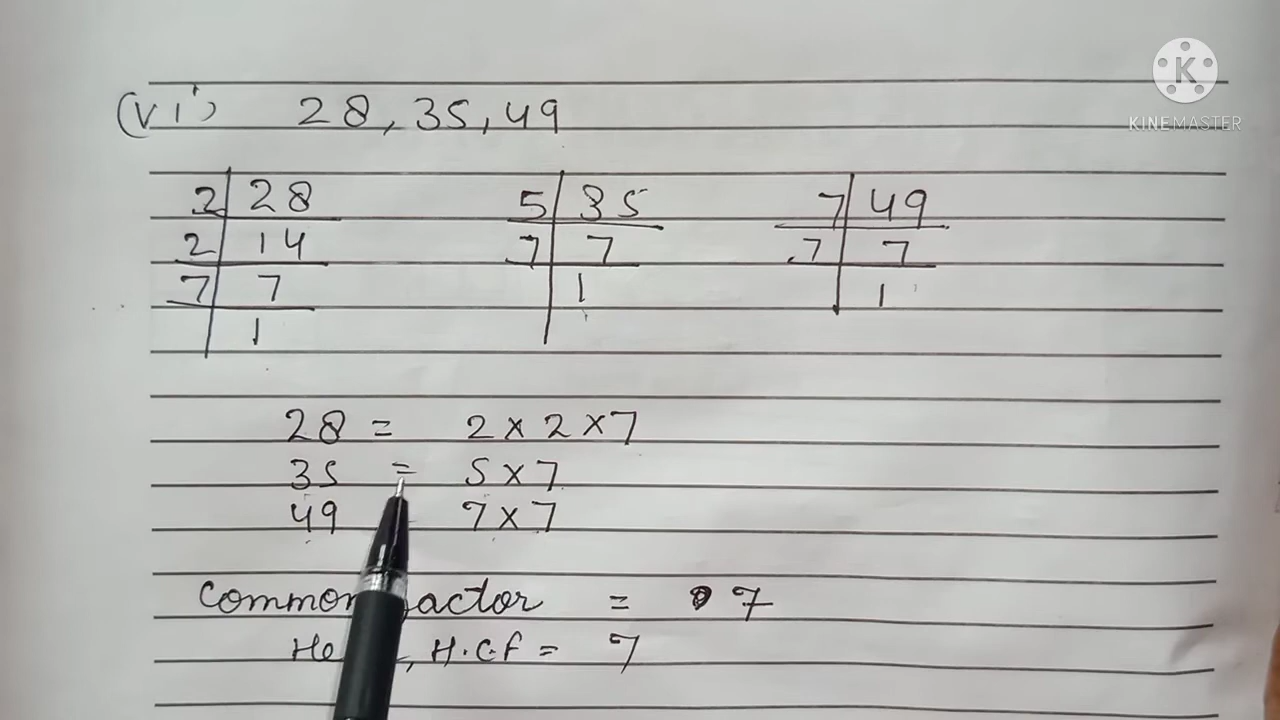 (vi) 28, 35, 49
K
KINEMASTER
2 28
2 14
7 7
1
5 35
7 7
1
7 49
7 7
1
28 = 2 × 2 × 7
35 = 5 × 7
49 7 × 7
Common = 7
H.C.F = 7